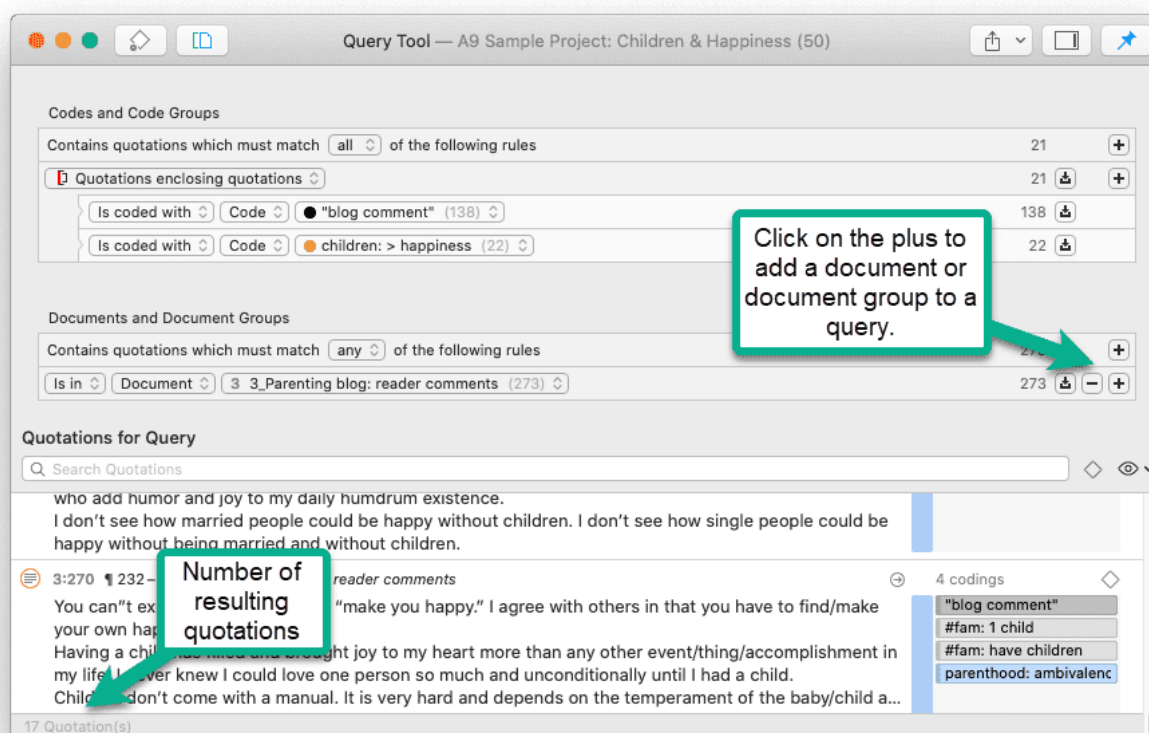 Query Tool — A9 Sample Project: Children & Happiness (50)
Codes and Code Groups
Contains quotations which must match all of the following rules 21
Quotations enclosing quotations 21
Is coded with Code "blog comment" (138) 138
Is coded with Code children: > happiness (22) 22
Click on the plus to
add a document or
document group to a
query.
Documents and Document Groups
Contains quotations which must match any of the following rules
Is in Document 3 3_Parenting blog: reader comments (273) 273
Quotations for Query
Search Quotations
who add humor and joy to my daily humdrum existence.
I don't see how married people could be happy without children. I don't see how single people could be
happy without being married and without children.
Number of
resulting
quotations
3:270 ¶ 232 – reader comments 4 codings
You can"t ex "make you happy." I agree with others in that you have to find/make
your own hap
Having a chil brought joy to my heart more than any other event/thing/accomplishment in
my life. I never knew I could love one person so much and unconditionally until I had a child.
don't come with a manual. It is very hard and depends on the temperament of the baby/child a...
"blog comment"
#fam: 1 child
#fam: have children
parenthood: ambivalenc
17 Quotation(s)